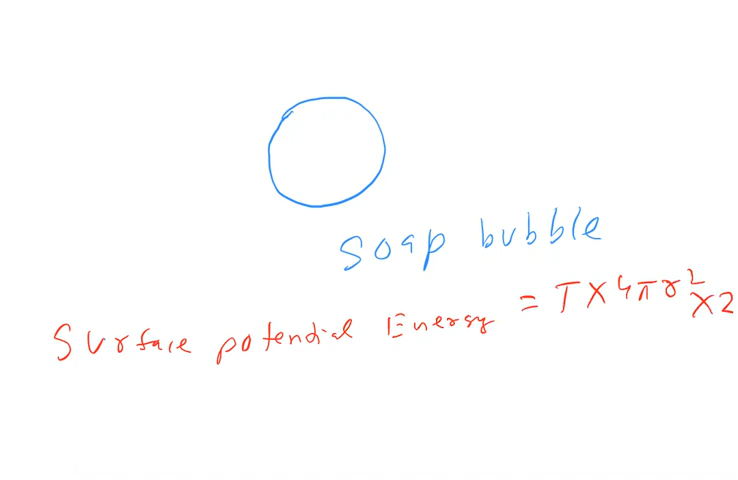 Soap bubble
Surface potential Energy = T × 4πr² × 2